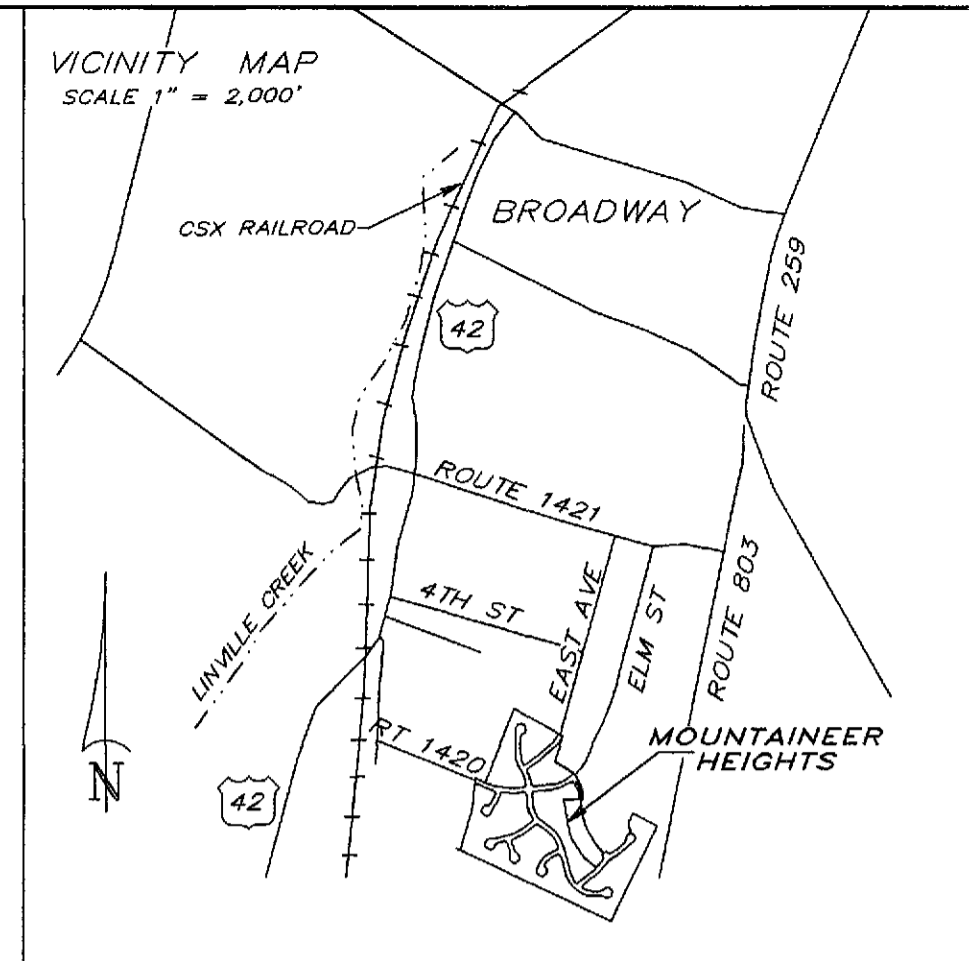 VICINITY MAP
SCALE 1" = 2,000'
CSX RAILROAD
BROADWAY
ROUTE 259
42
ROUTE 1421
LINVILLE CREEK
4TH ST
EAST AVE
ELM ST
ROUTE 803
RT 1420
MOUNTAINEER
HEIGHTS
N
42